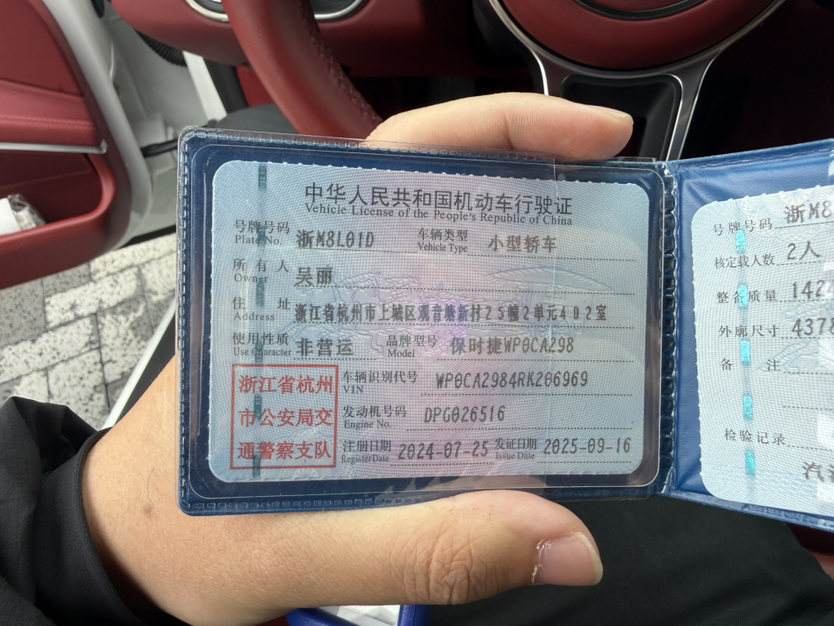 中华人民共和国机动车行驶证
Vehicle License of the People's Republic of China
号牌号码 浙M8L01D 车辆类型 小型轿车
Plate No. Vehicle Type
所有人 吴丽
Owner
住址 浙江省杭州市上城区观音塘新村25幢2单元402室
Address
使用性质 非营运 品牌型号 保时捷WP0CA298
Use Character Model
浙江省杭州
市公安局交
通警察支队
车辆识别代号 WP0CA2984RK206969
VIN
发动机号码 DPG026516
Engine No.
注册日期 2024-07-25 发证日期 2025-09-16
Register Date Issue Date
号牌号码 浙M8
核定载人数 2人
整备质量 142
外廓尺寸 437
备注
检验记录